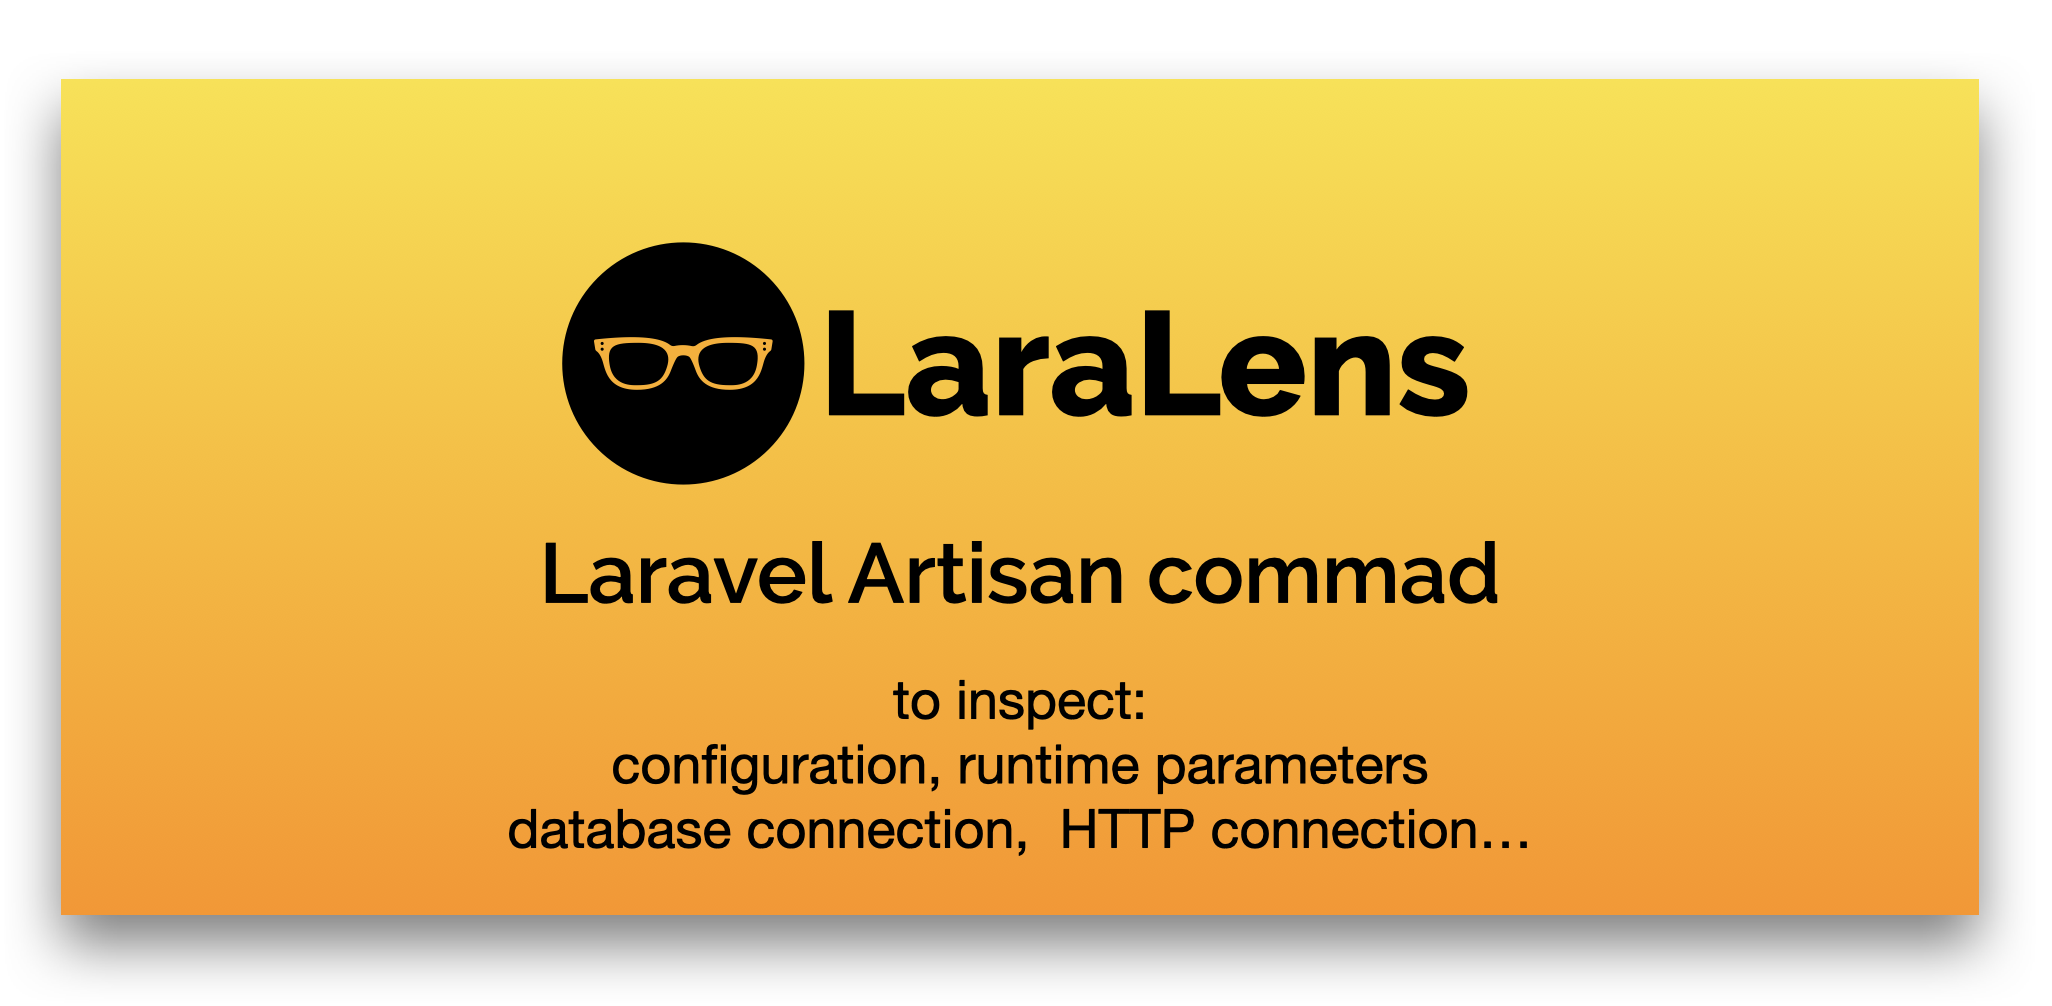 LaraLens
Laravel Artisan commad
to inspect:
configuration, runtime parameters
database connection,  HTTP connection…